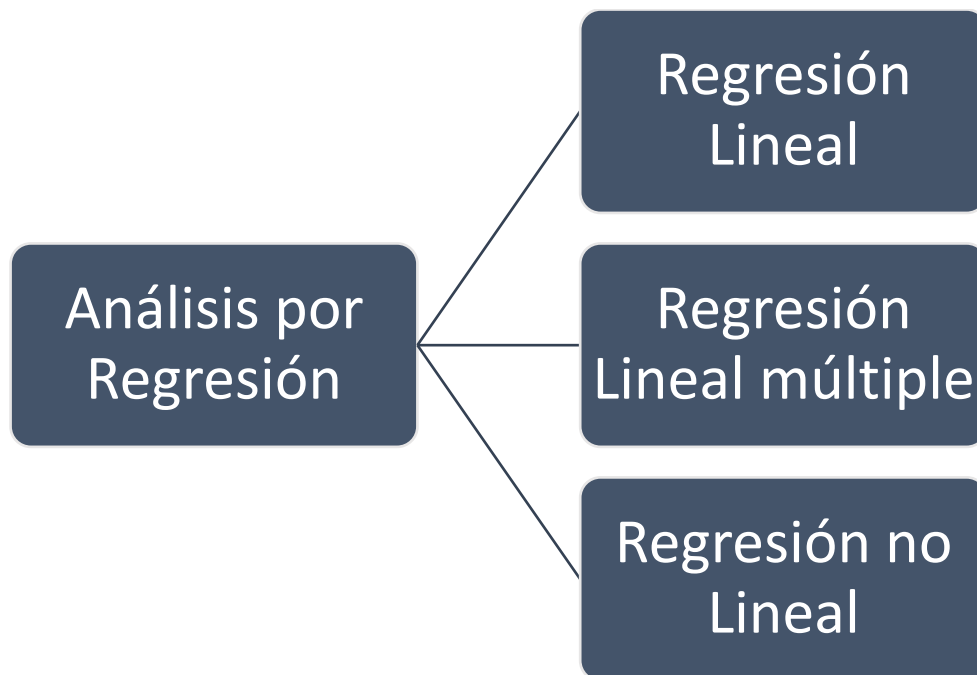 Regresión
Lineal
Análisis por
Regresión
Regresión
Lineal múltiple
Regresión no
Lineal